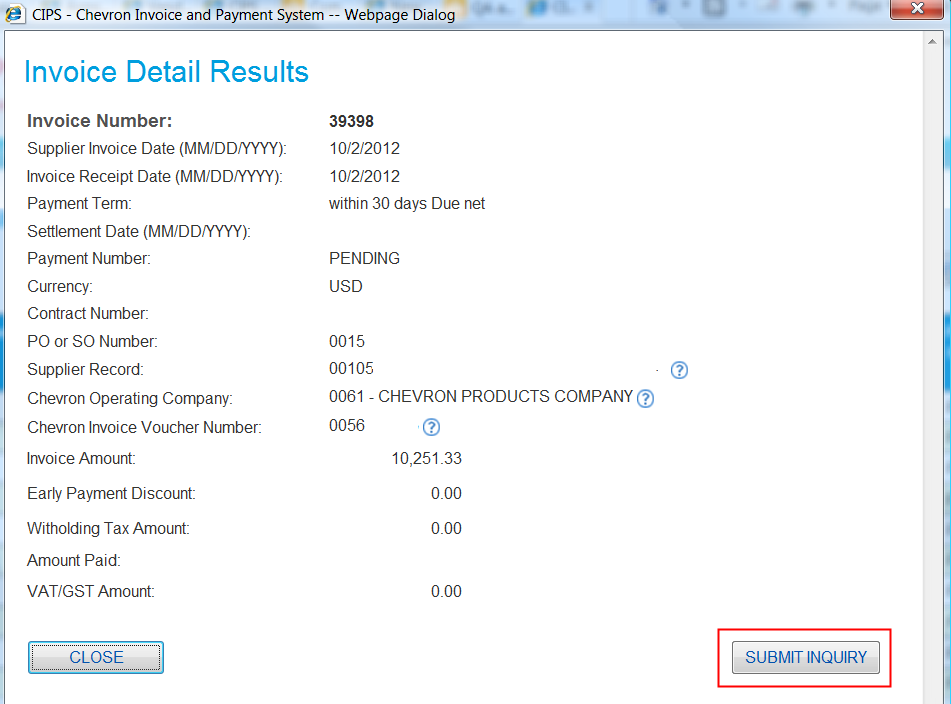 CIPS - Chevron Invoice and Payment System -- Webpage Dialog
Invoice Detail Results
Invoice Number: 39398
Supplier Invoice Date (MM/DD/YYYY): 10/2/2012
Invoice Receipt Date (MM/DD/YYYY): 10/2/2012
Payment Term: within 30 days Due net
Settlement Date (MM/DD/YYYY):
Payment Number: PENDING
Currency: USD
Contract Number:
PO or SO Number: 0015
Supplier Record: 00105 ?
Chevron Operating Company: 0061 - CHEVRON PRODUCTS COMPANY ?
Chevron Invoice Voucher Number: 0056 ?
Invoice Amount: 10,251.33
Early Payment Discount: 0.00
Witholding Tax Amount: 0.00
Amount Paid:
VAT/GST Amount: 0.00
CLOSE SUBMIT INQUIRY